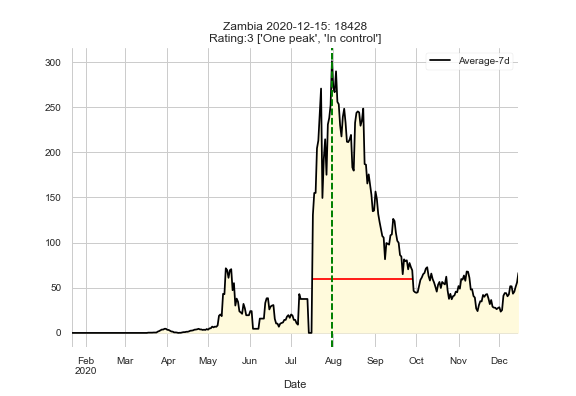 Zambia 2020-12-15: 18428
Rating:3 ['One peak', 'In control']
Average-7d
300
250
200
150
100
50
0
Feb Mar Apr May Jun Jul Aug Sep Oct Nov Dec
2020
Date